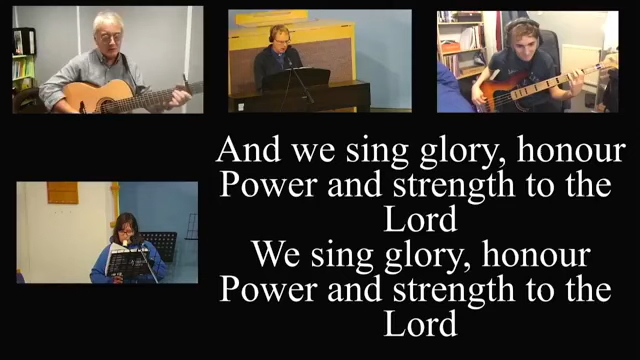 And we sing glory, honour
Power and strength to the
Lord
We sing glory, honour
Power and strength to the
Lord